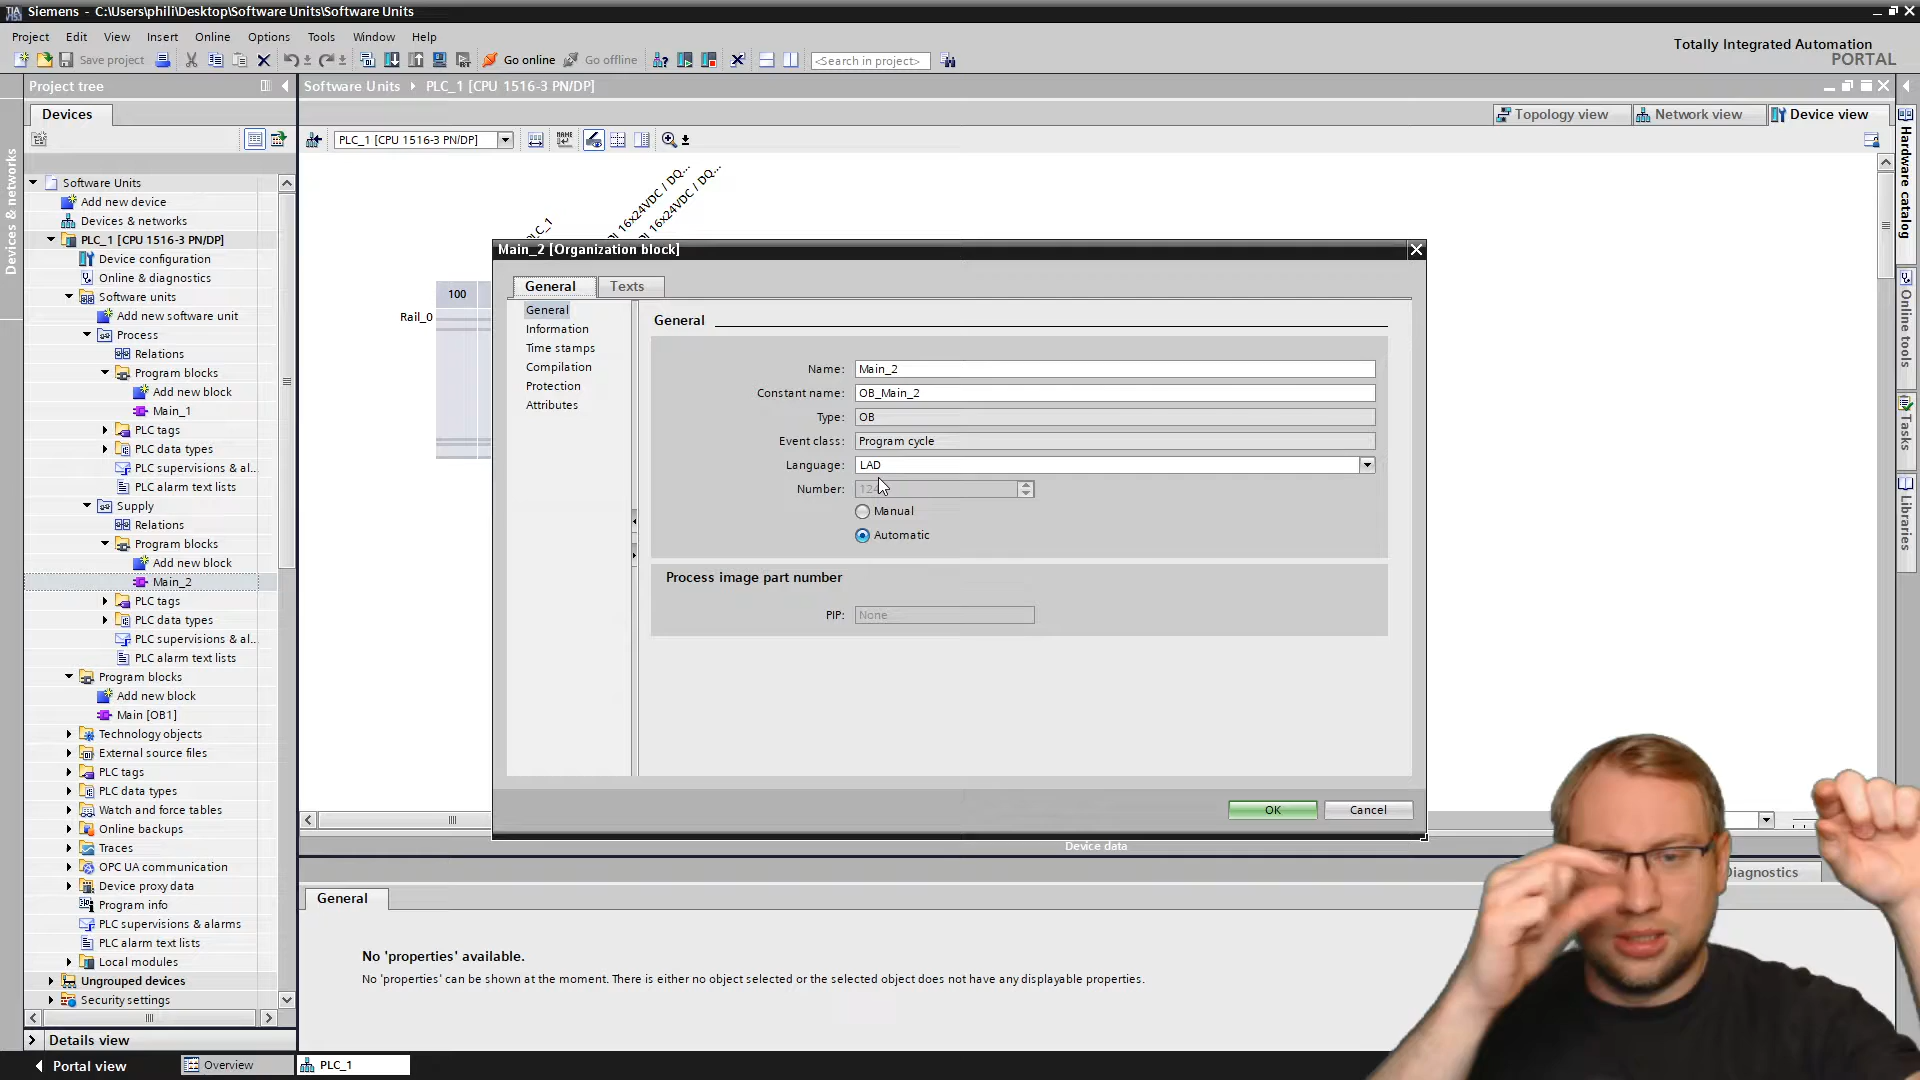 Siemens - C:\Users\phili\Desktop\Software Units\Software Units
Project Edit View Insert Online Options Tools Window Help
Totally Integrated Automation
PORTAL
Save project
Go online
Go offline
<Search in project>
Project tree
Software Units
PLC_1 [CPU 1516-3 PN/DP]
Devices
Topology view
Network view
Device view
PLC_1 [CPU 1516-3 PN/DP]
Devices & networks
Software Units
Add new device
Devices & networks
PLC_1 [CPU 1516-3 PN/DP]
Device configuration
Online & diagnostics
Software units
Add new software unit
Process
Relations
Program blocks
Add new block
Main_1
PLC tags
PLC data types
PLC supervisions & al...
PLC alarm text lists
Supply
Relations
Program blocks
Add new block
Main_2
PLC tags
PLC data types
PLC supervisions & al...
PLC alarm text lists
Program blocks
Add new block
Main [OB1]
Technology objects
External source files
PLC tags
PLC data types
Watch and force tables
Online backups
Traces
OPC UA communication
Device proxy data
Program info
PLC supervisions & alarms
PLC alarm text lists
Local modules
Ungrouped devices
Security settings
Details view
Portal view
Overview
PLC_1
16x24VDC / DQ...
16x24VDC / DQ...
LC_1
100
Rail_0
Main_2 [Organization block]
General
Texts
General
Information
Time stamps
Compilation
Protection
Attributes
General
Name: Main_2
Constant name: OB_Main_2
Type: OB
Event class: Program cycle
Language: LAD
Number:
Manual
Automatic
Process image part number
PIP: None
OK
Cancel
Device data
Diagnostics
General
No 'properties' available.
No 'properties' can be shown at the moment. There is either no object selected or the selected object does not have any displayable properties.
Hardware catalog
Online tools
Tasks
Libraries